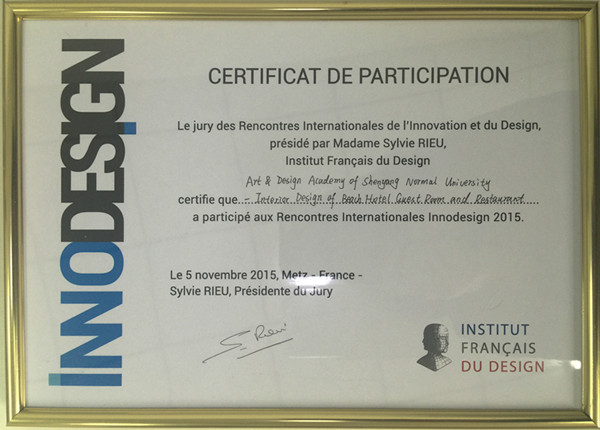 INNODESIGN
CERTIFICAT DE PARTICIPATION
Le jury des Rencontres Internationales de l'Innovation et du Design,
présidé par Madame Sylvie RIEU,
Institut Français du Design
Art & Design Academy of Shenyang Normal University
certifie que - Interior Design of Hotel Guest Room and Restaurant
a participé aux Rencontres Internationales Innodesign 2015.
Le 5 novembre 2015, Metz - France -
Sylvie RIEU, Présidente du Jury
S. Rieu
INSTITUT
FRANÇAIS
DU DESIGN